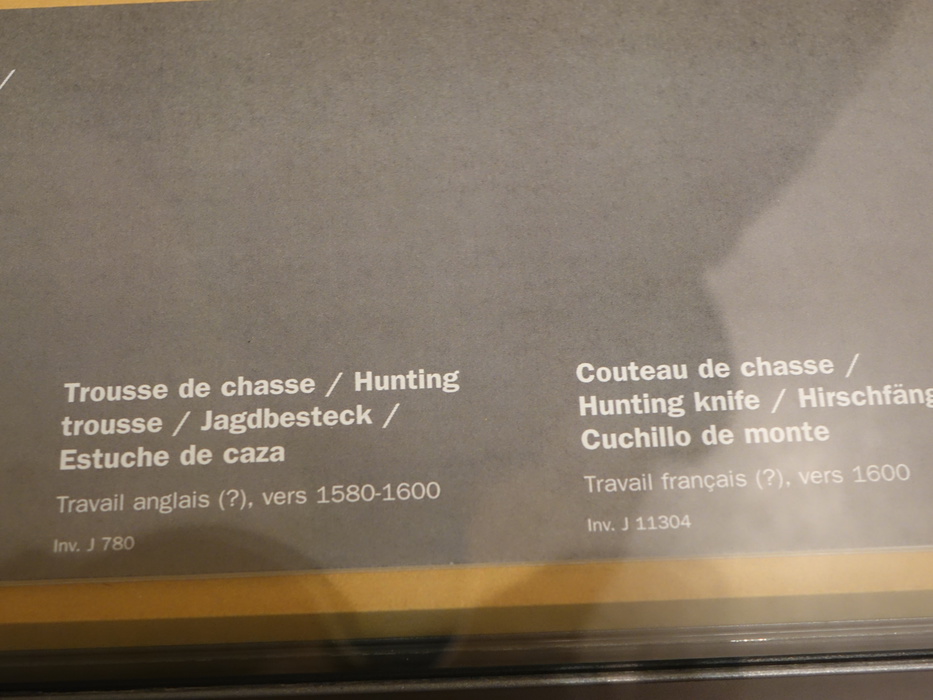 /
Trousse de chasse / Hunting
trousse / Jagdbesteck /
Estuche de caza
Travail anglais (?), vers 1580-1600
Inv. J 780
Couteau de chasse /
Hunting knife / Hirschfäng
Cuchillo de monte
Travail français (?), vers 1600
Inv. J 11304